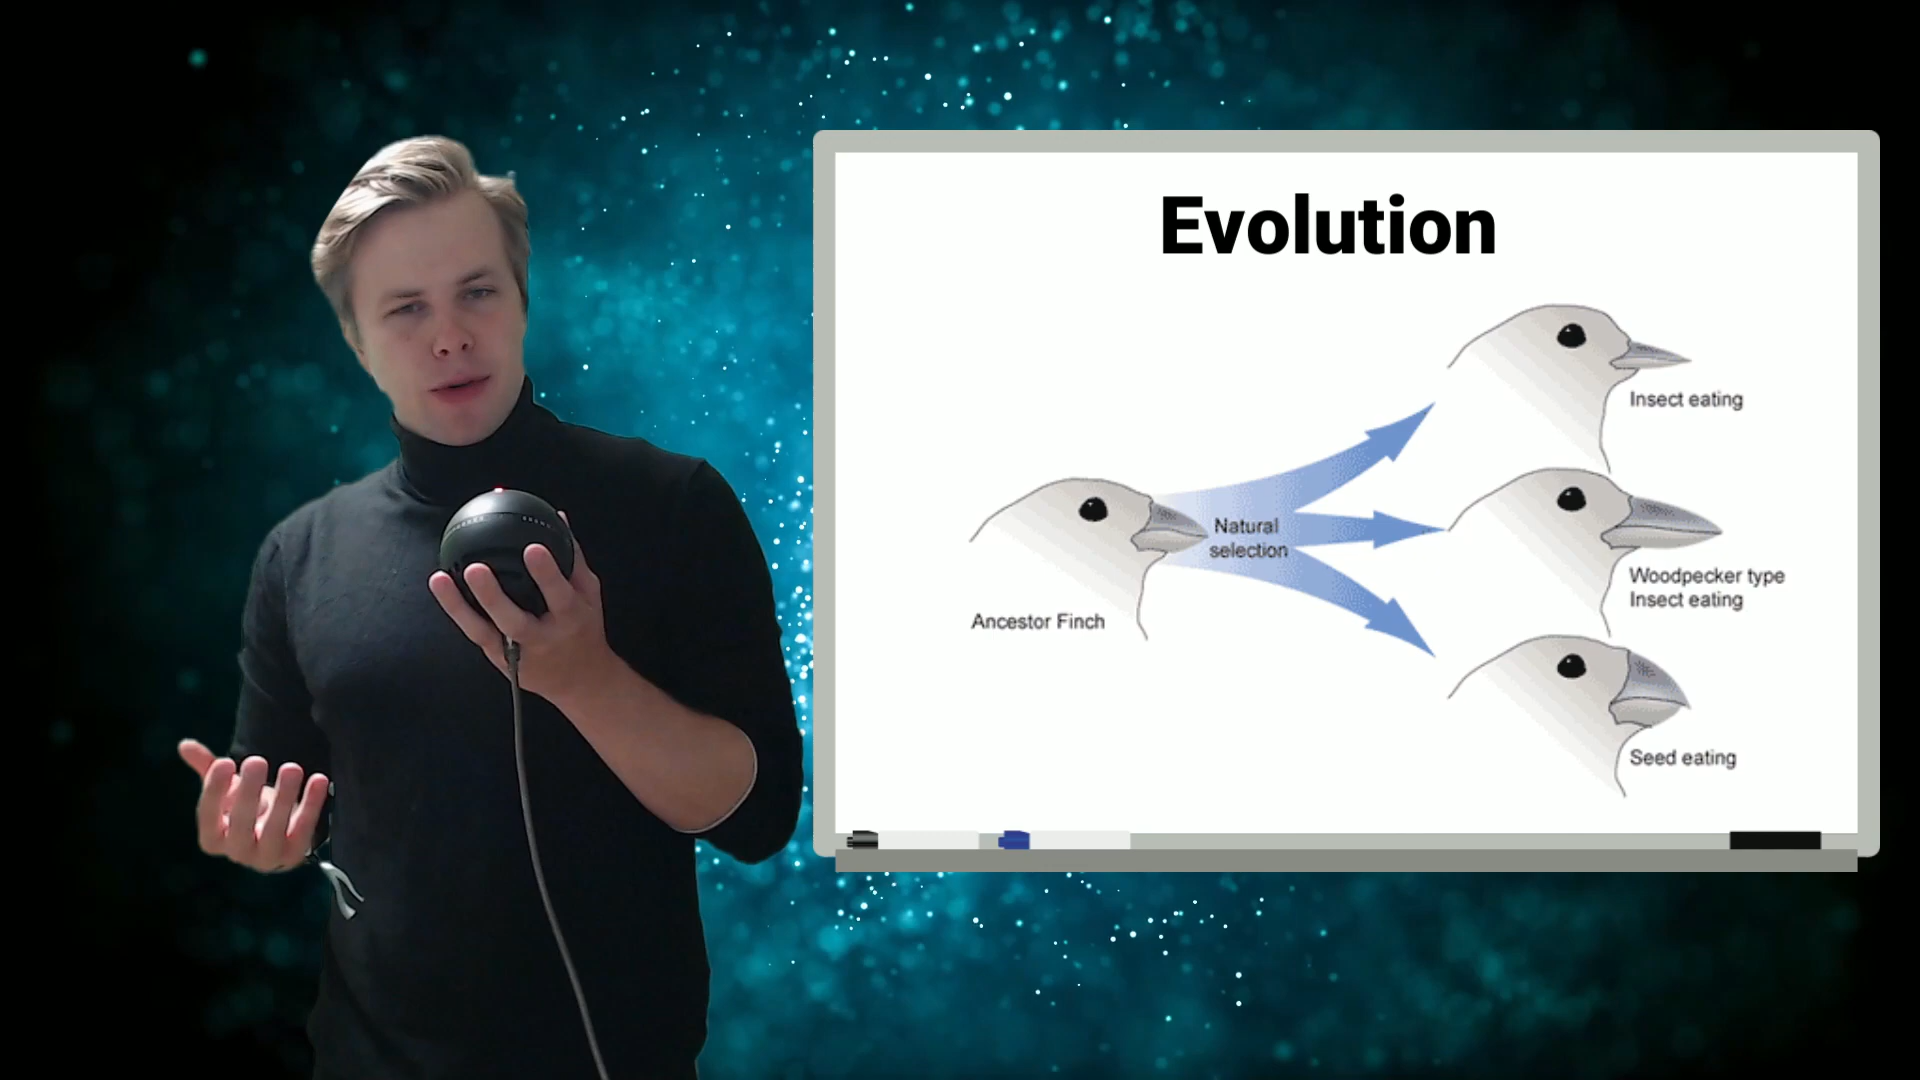 Evolution
Insect eating
Natural
selection
Woodpecker type
Insect eating
Ancestor Finch
Seed eating